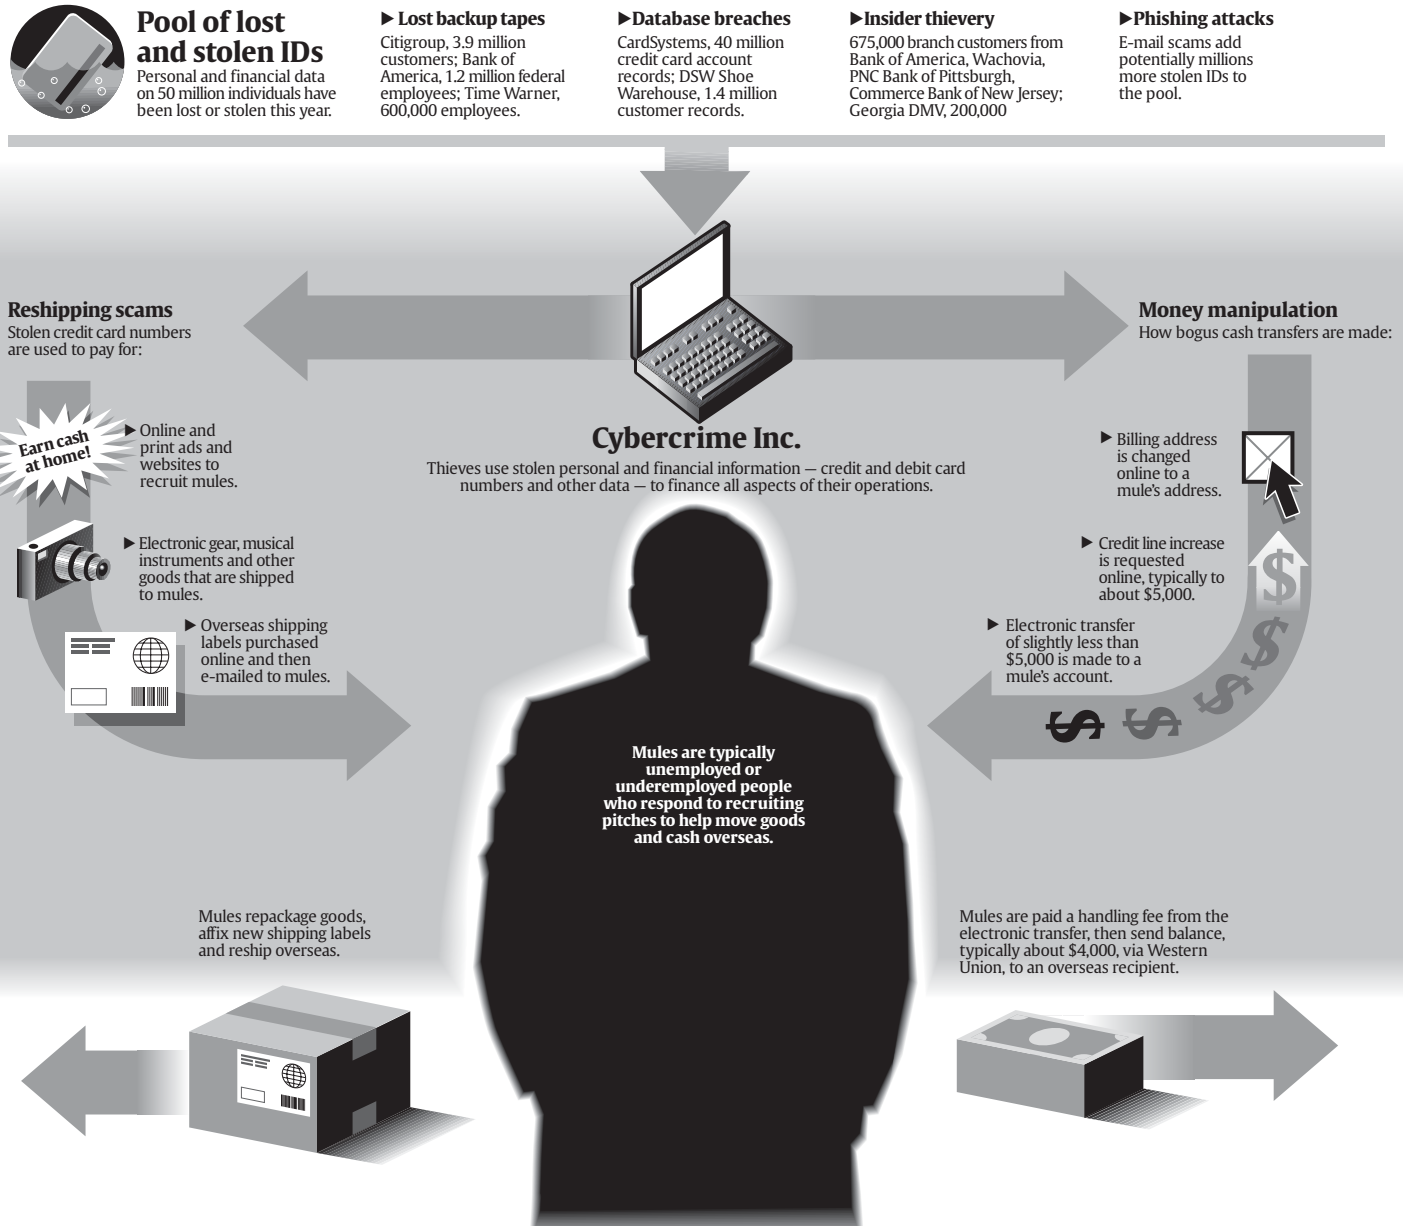 Pool of lost
and stolen IDs
Personal and financial data
on 50 million individuals have
been lost or stolen this year.
▶ Lost backup tapes
Citigroup, 3.9 million
customers; Bank of
America, 1.2 million federal
employees; Time Warner,
600,000 employees.
▶Database breaches
CardSystems, 40 million
credit card account
records; DSW Shoe
Warehouse, 1.4 million
customer records.
▶Insider thievery
675,000 branch customers from
Bank of America, Wachovia,
PNC Bank of Pittsburgh,
Commerce Bank of New Jersey;
Georgia DMV, 200,000
▶Phishing attacks
E-mail scams add
potentially millions
more stolen IDs to
the pool.
Reshipping scams
Stolen credit card numbers
are used to pay for:
Earn cash
at home!
▶ Online and
print ads and
websites to
recruit mules.
▶ Electronic gear, musical
instruments and other
goods that are shipped
to mules.
▶ Overseas shipping
labels purchased
online and then
e-mailed to mules.
Cybercrime Inc.
Thieves use stolen personal and financial information — credit and debit card
numbers and other data — to finance all aspects of their operations.
Money manipulation
How bogus cash transfers are made:
▶ Billing address
is changed
online to a
mule's address.
▶ Credit line increase
is requested
online, typically to
about $5,000.
▶ Electronic transfer
of slightly less than
$5,000 is made to a
mule's account.
$
$
$
$
$
Mules are typically
unemployed or
underemployed people
who respond to recruiting
pitches to help move goods
and cash overseas.
Mules repackage goods,
affix new shipping labels
and reship overseas.
Mules are paid a handling fee from the
electronic transfer, then send balance,
typically about $4,000, via Western
Union, to an overseas recipient.